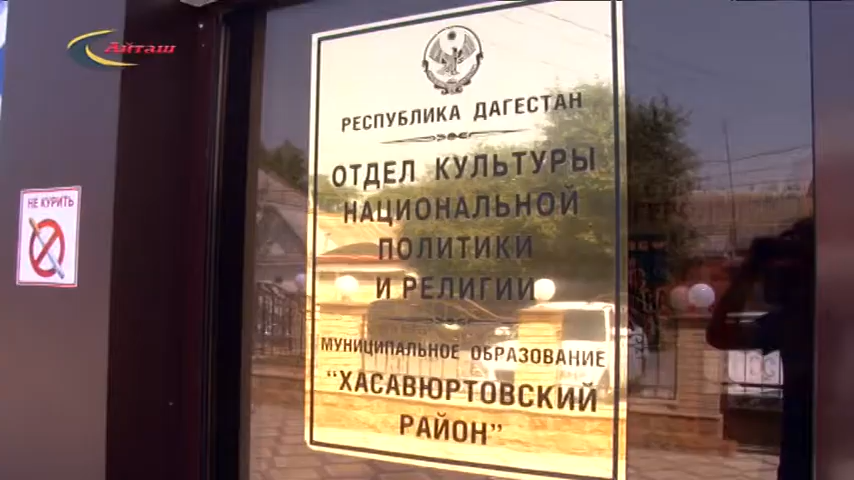 Айташ
НЕ КУРИТЬ
РЕСПУБЛИКА ДАГЕСТАН
ОТДЕЛ КУЛЬТУРЫ
НАЦИОНАЛЬНОЙ
ПОЛИТИКИ
И РЕЛИГИИ
МУНИЦИПАЛЬНОЕ ОБРАЗОВАНИЕ
"ХАСАВЮРТОВСКИЙ
РАЙОН"